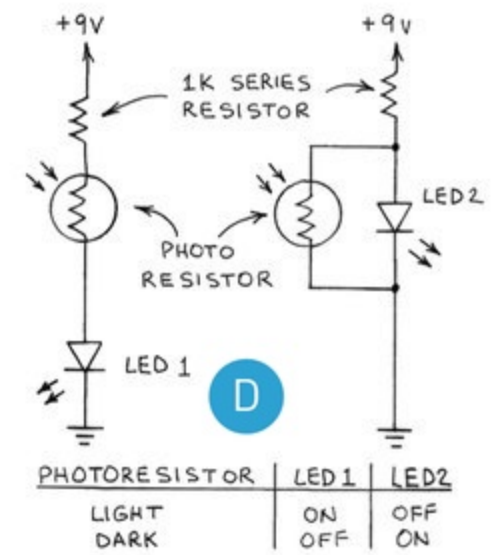 +9V
+9V
1K SERIES
RESISTOR
LED2
PHOTO
RESISTOR
LED 1
D
PHOTORESISTOR LED 1 LED2
LIGHT ON OFF
DARK OFF ON